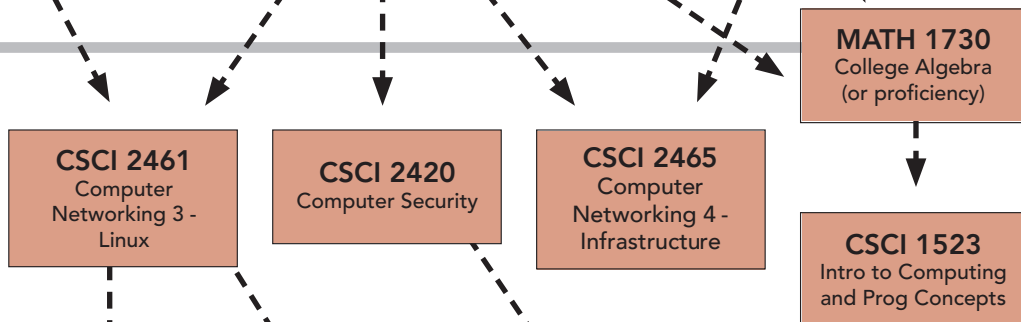 MATH 1730
College Algebra
(or proficiency)
CSCI 2461
Computer
Networking 3 -
Linux
CSCI 2420
Computer Security
CSCI 2465
Computer
Networking 4 -
Infrastructure
CSCI 1523
Intro to Computing
and Prog Concepts